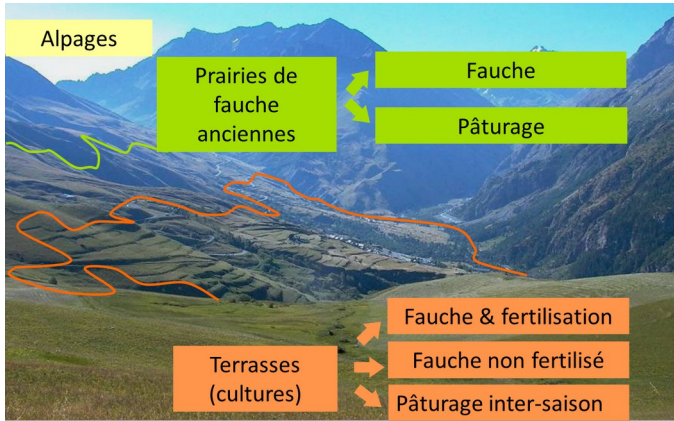 Alpages
Prairies de
fauche
anciennes
Fauche
Pâturage
Terrasses
(cultures)
Fauche & fertilisation
Fauche non fertilisé
Pâturage inter-saison